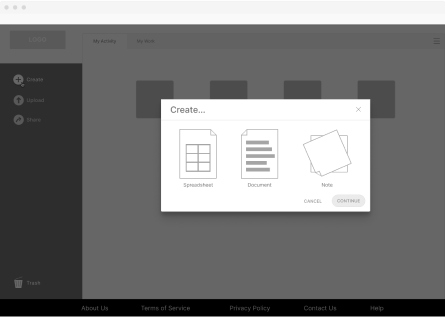 My Activity
My Work
Create
Upload
Share
Create...
Spreadsheet
Document
Note
CANCEL
CONTINUE
Trash
About Us
Terms of Service
Privacy Policy
Contact Us
Help